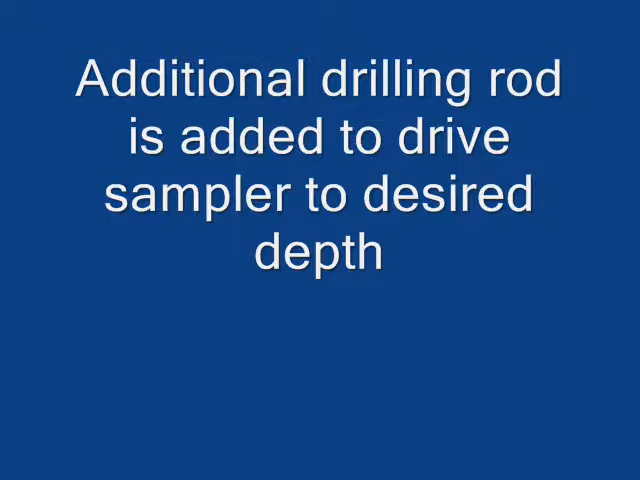 Additional drilling rod
is added to drive
sampler to desired
depth